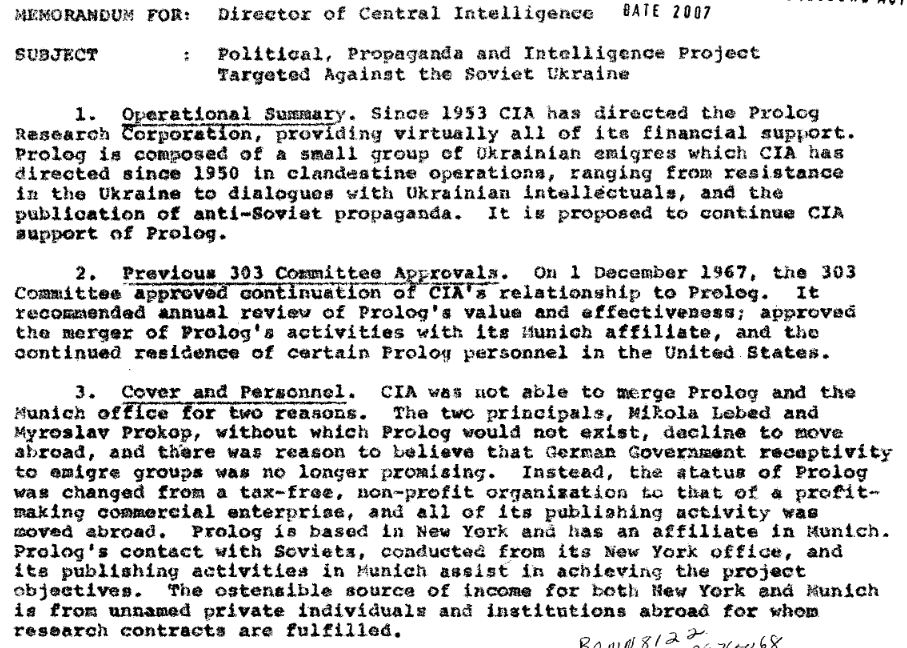 MEMORANDUM FOR: Director of Central Intelligence DATE 2007
SUBJECT : Political, Propaganda and Intelligence Project
Targeted Against the Soviet Ukraine
1. Operational Summary. Since 1953 CIA has directed the Prolog
Research Corporation, providing virtually all of its financial support.
Prolog is composed of a small group of Ukrainian emigres which CIA has
directed since 1950 in clandestine operations, ranging from resistance
in the Ukraine to dialogues with Ukrainian intellectuals, and the
publication of anti-Soviet propaganda. It is proposed to continue CIA
support of Prolog.
2. Previous 303 Committee Approvals. On 1 December 1967, the 303
Committee approved continuation of CIA's relationship to Prolog. It
recommended annual review of Prolog's value and effectiveness; approved
the merger of Prolog's activities with its Munich affiliate, and the
continued residence of certain Prolog personnel in the United States.
3. Cover and Personnel. CIA was not able to merge Prolog and the
Munich office for two reasons. The two principals, Mikola Lebed and
Myroslav Prokop, without which Prolog would not exist, decline to move
abroad, and there was reason to believe that German Government receptivity
to emigre groups was no longer promising. Instead, the status of Prolog
was changed from a tax-free, non-profit organization to that of a profit-
making commercial enterprise, and all of its publishing activity was
moved abroad. Prolog is based in New York and has an affiliate in Munich.
Prolog's contact with Soviets, conducted from its New York office, and
its publishing activities in Munich assist in achieving the project
objectives. The ostensible source of income for both New York and Munich
is from unnamed private individuals and institutions abroad for whom
research contracts are fulfilled.